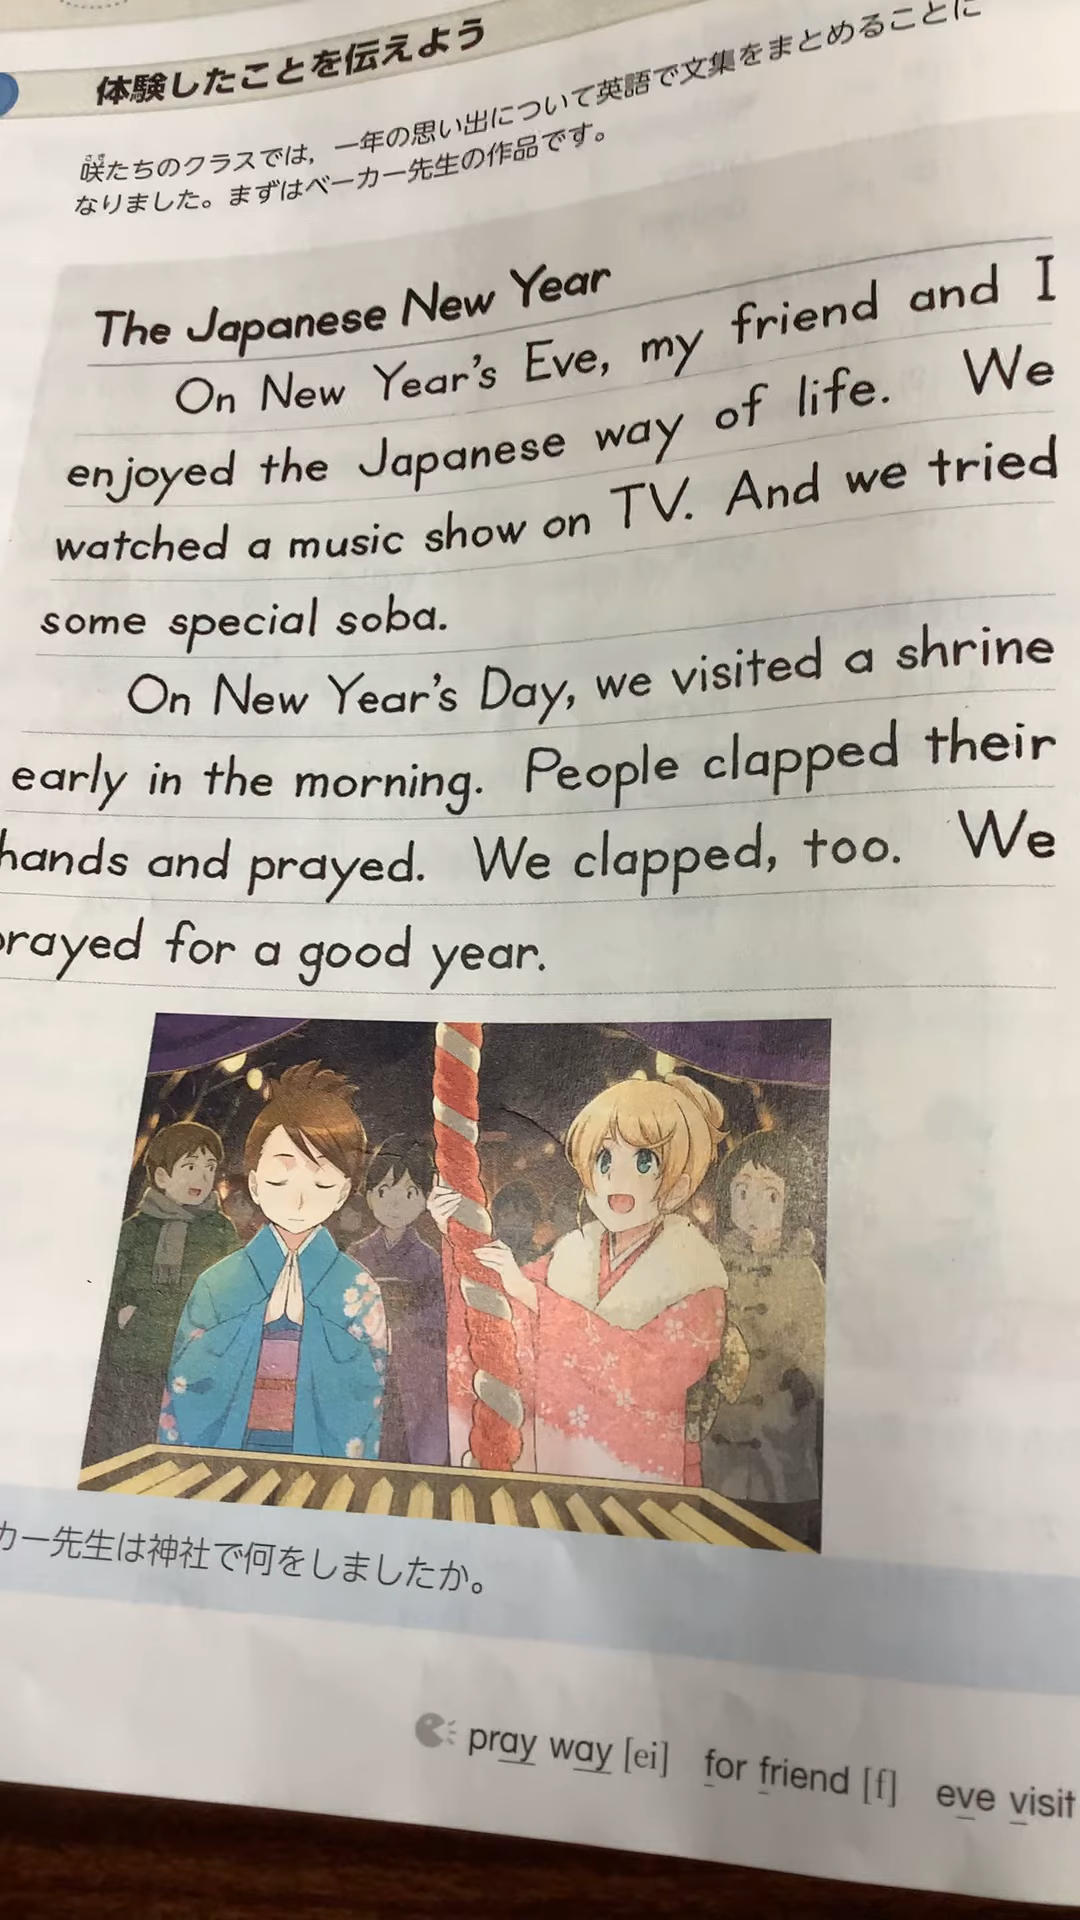 体験したことを伝えよう
咲たちのクラスでは,一年の思い出について英語で文集をまとめることに
なりました。まずはベーカー先生の作品です。
The Japanese New Year
On New Year's Eve, my friend and I
enjoyed the Japanese way of life. We
watched a music show on TV. And we tried
some special soba.
On New Year's Day, we visited a shrine
early in the morning. People clapped their
hands and prayed. We clapped, too. We
prayed for a good year.
カー先生は神社で何をしましたか。
pray way [ei] for friend [f] eve visit